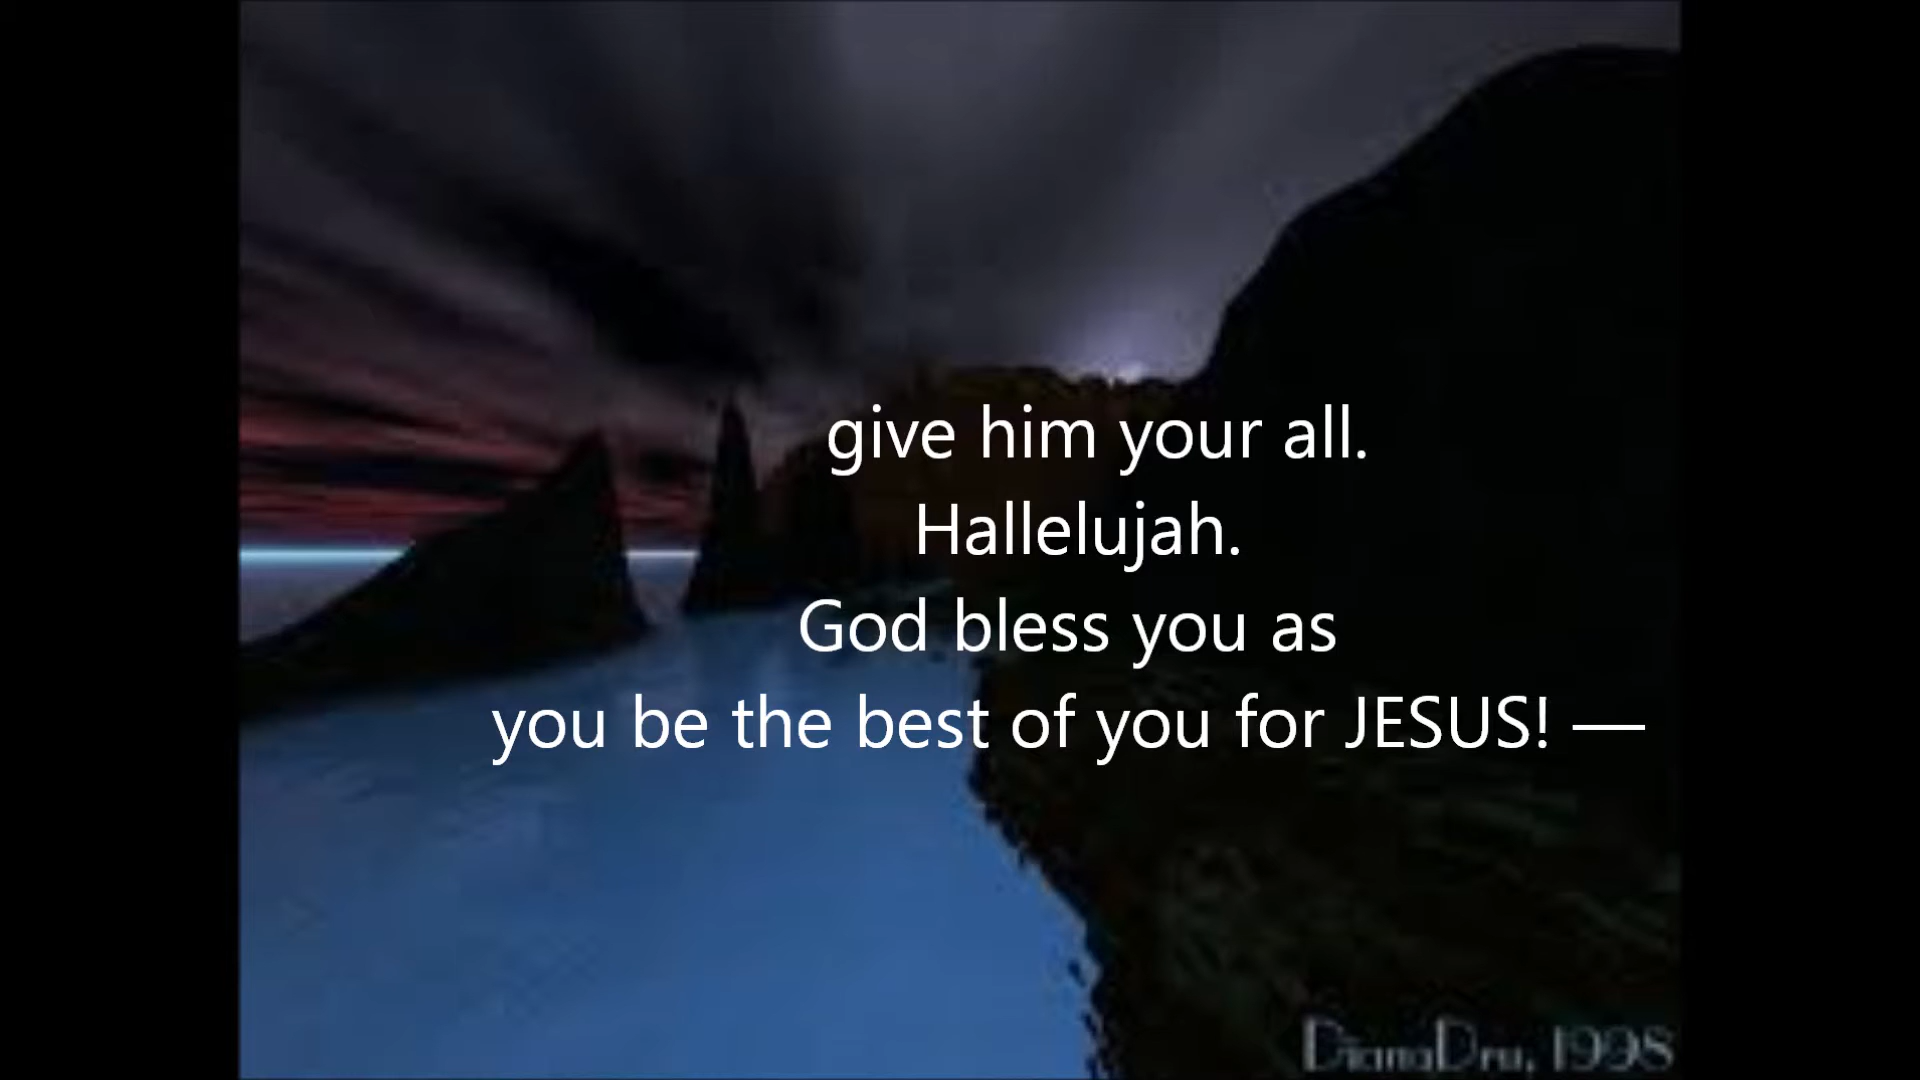 give him your all.
Hallelujah.
God bless you as
you be the best of you for JESUS! —
DianaDru, 1998